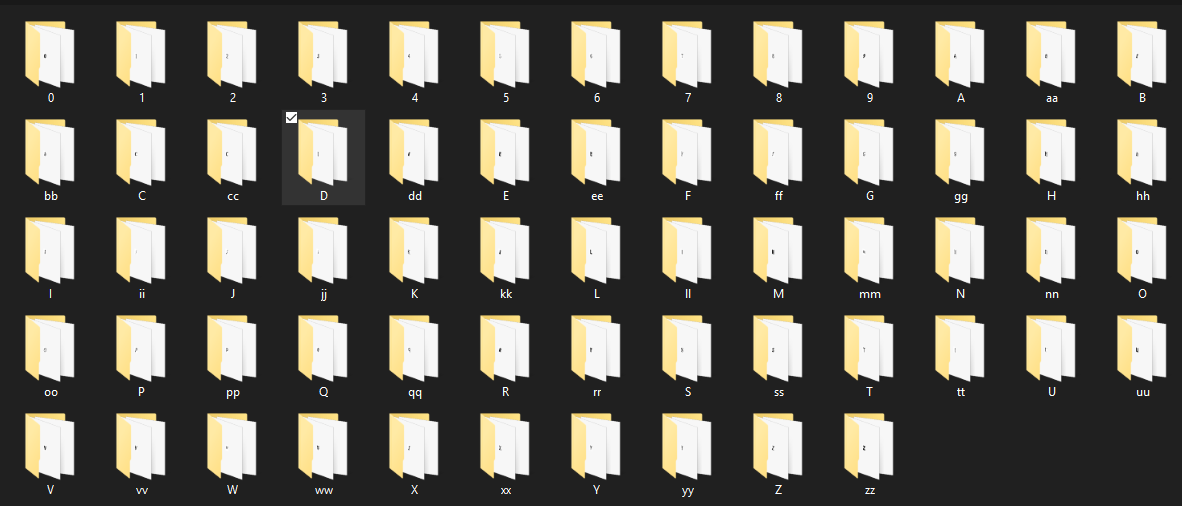 0 1 2 3 4 5 6 7 8 9 A aa B
bb C cc D dd E ee F ff G gg H hh
I ii J jj K kk L ll M mm N nn O
oo P pp Q qq R rr S ss T tt U uu
V vv W ww X xx Y yy Z zz